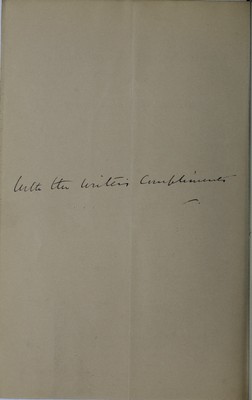 With the Writer's Compliments